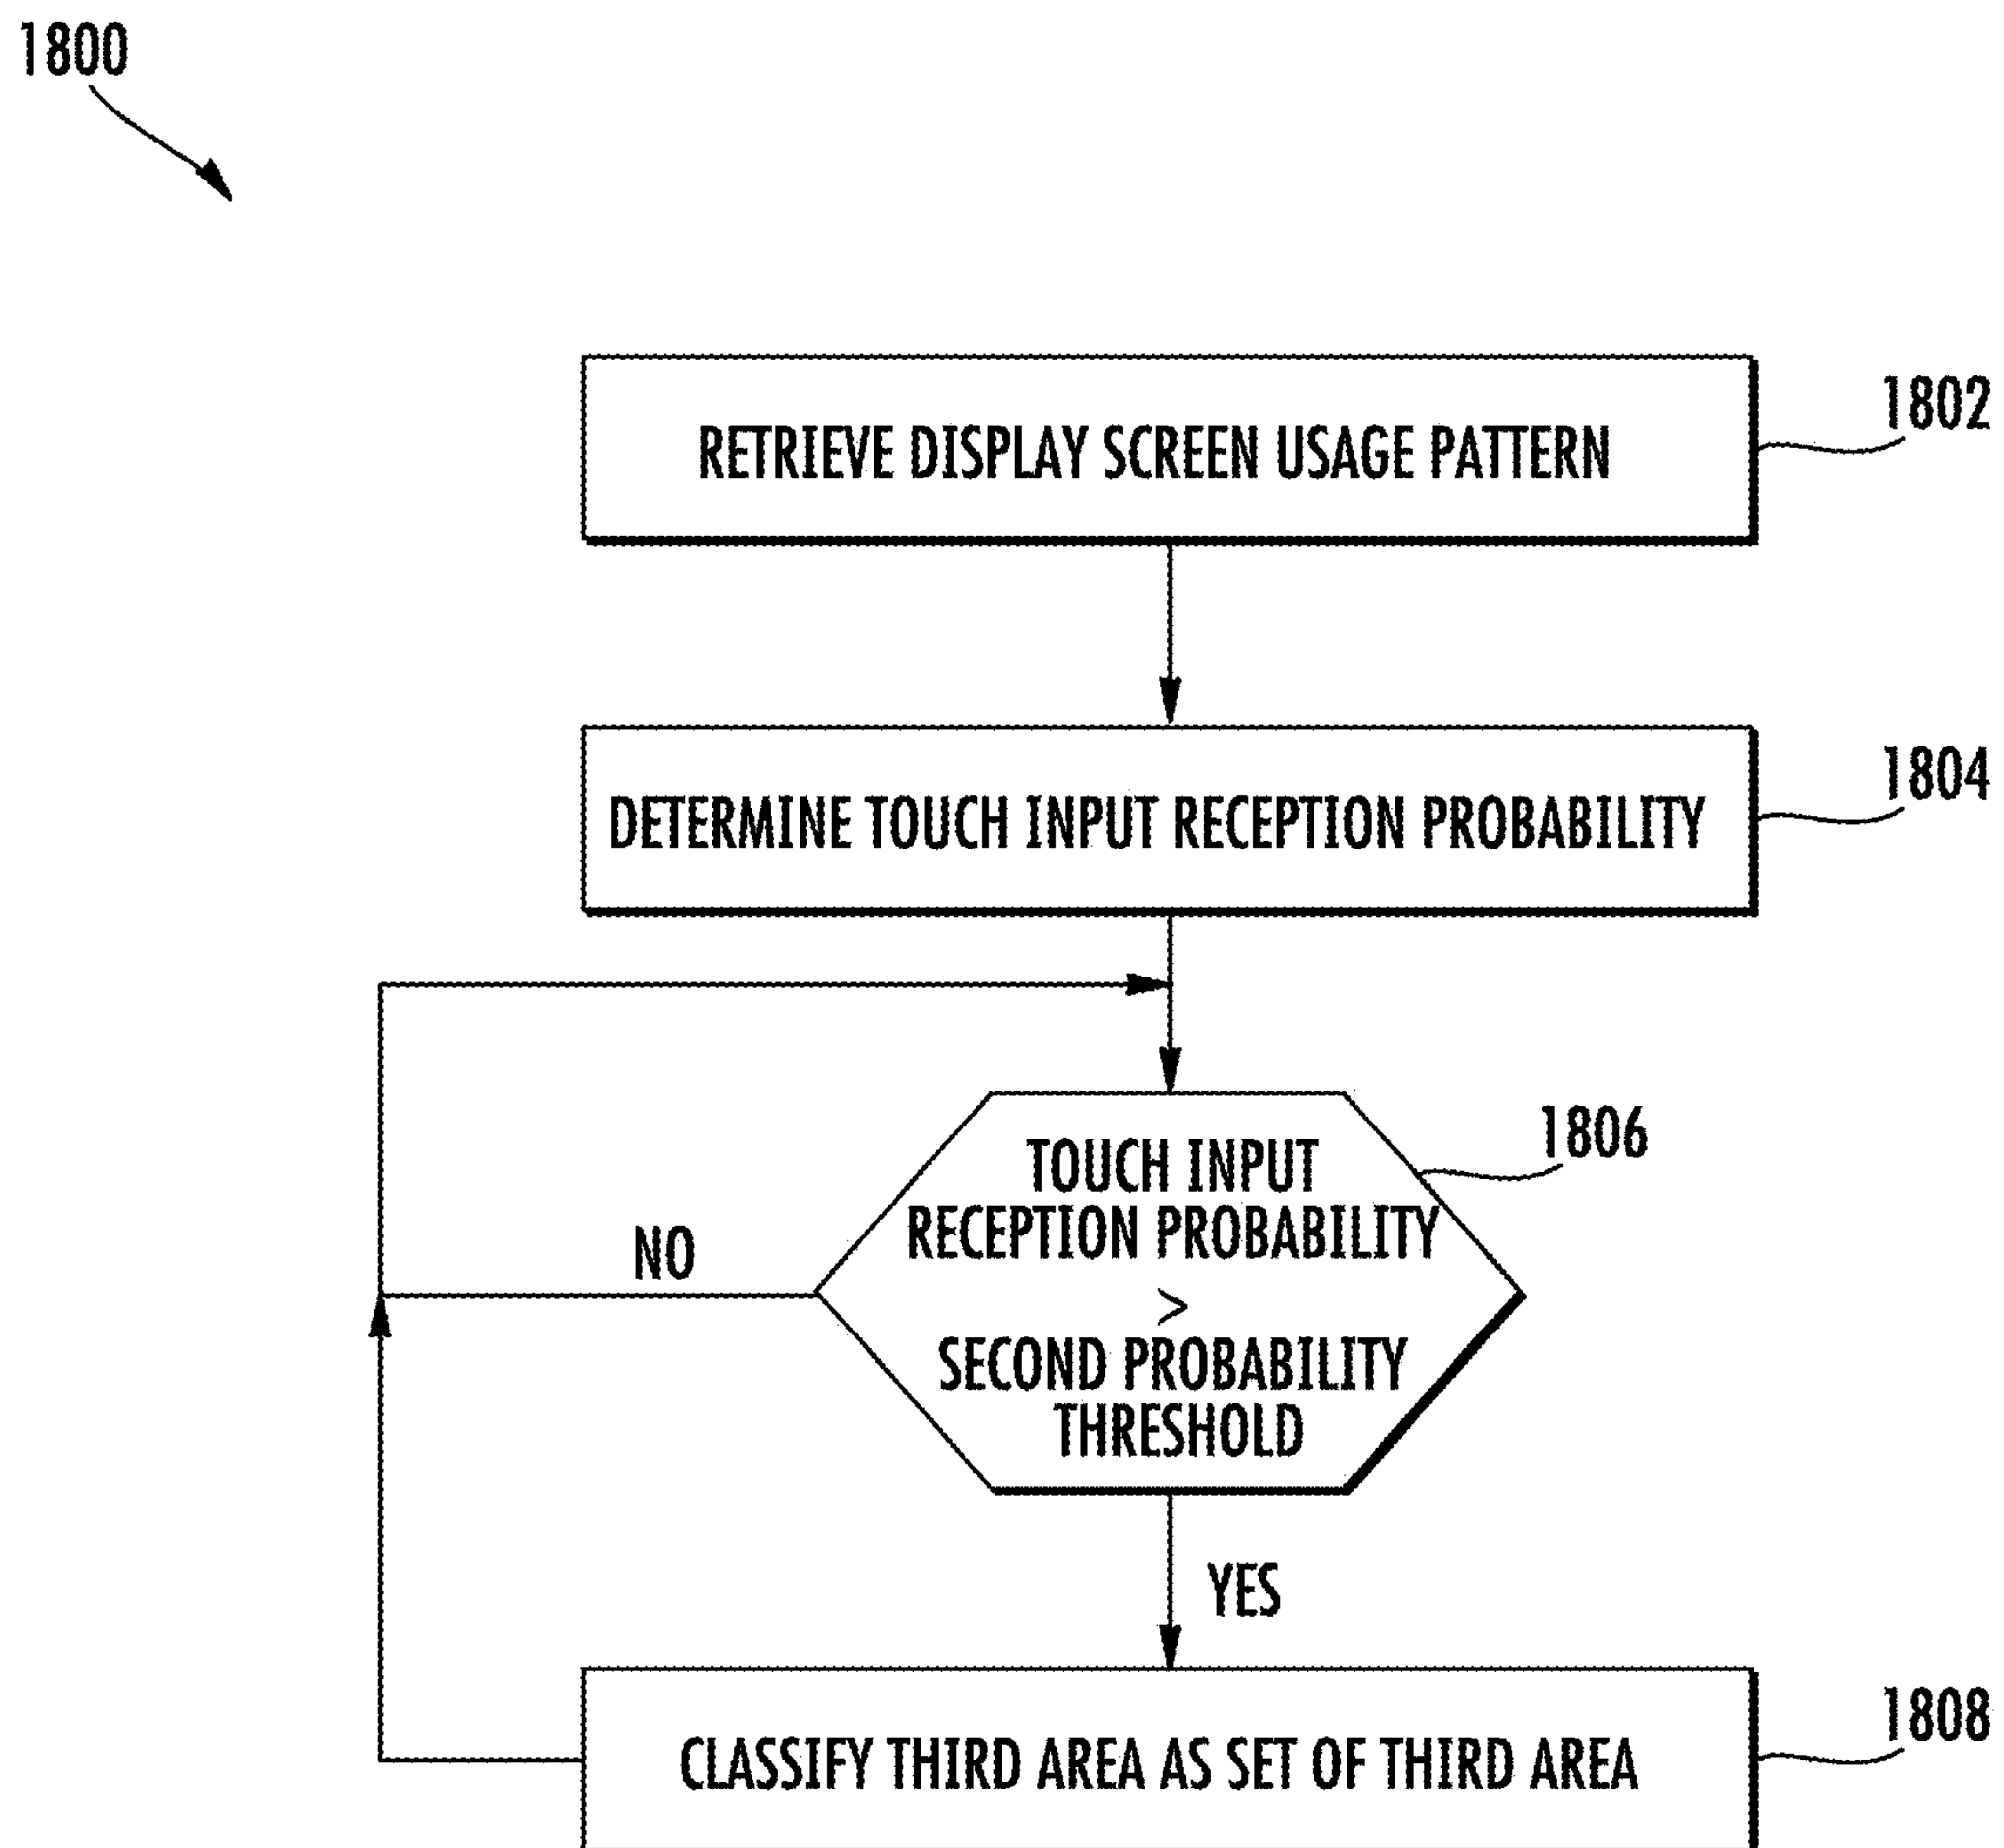 1800
RETRIEVE DISPLAY SCREEN USAGE PATTERN
1802
DETERMINE TOUCH INPUT RECEPTION PROBABILITY
1804
TOUCH INPUT
RECEPTION PROBABILITY
>
SECOND PROBABILITY
THRESHOLD
1806
NO
YES
CLASSIFY THIRD AREA AS SET OF THIRD AREA
1808